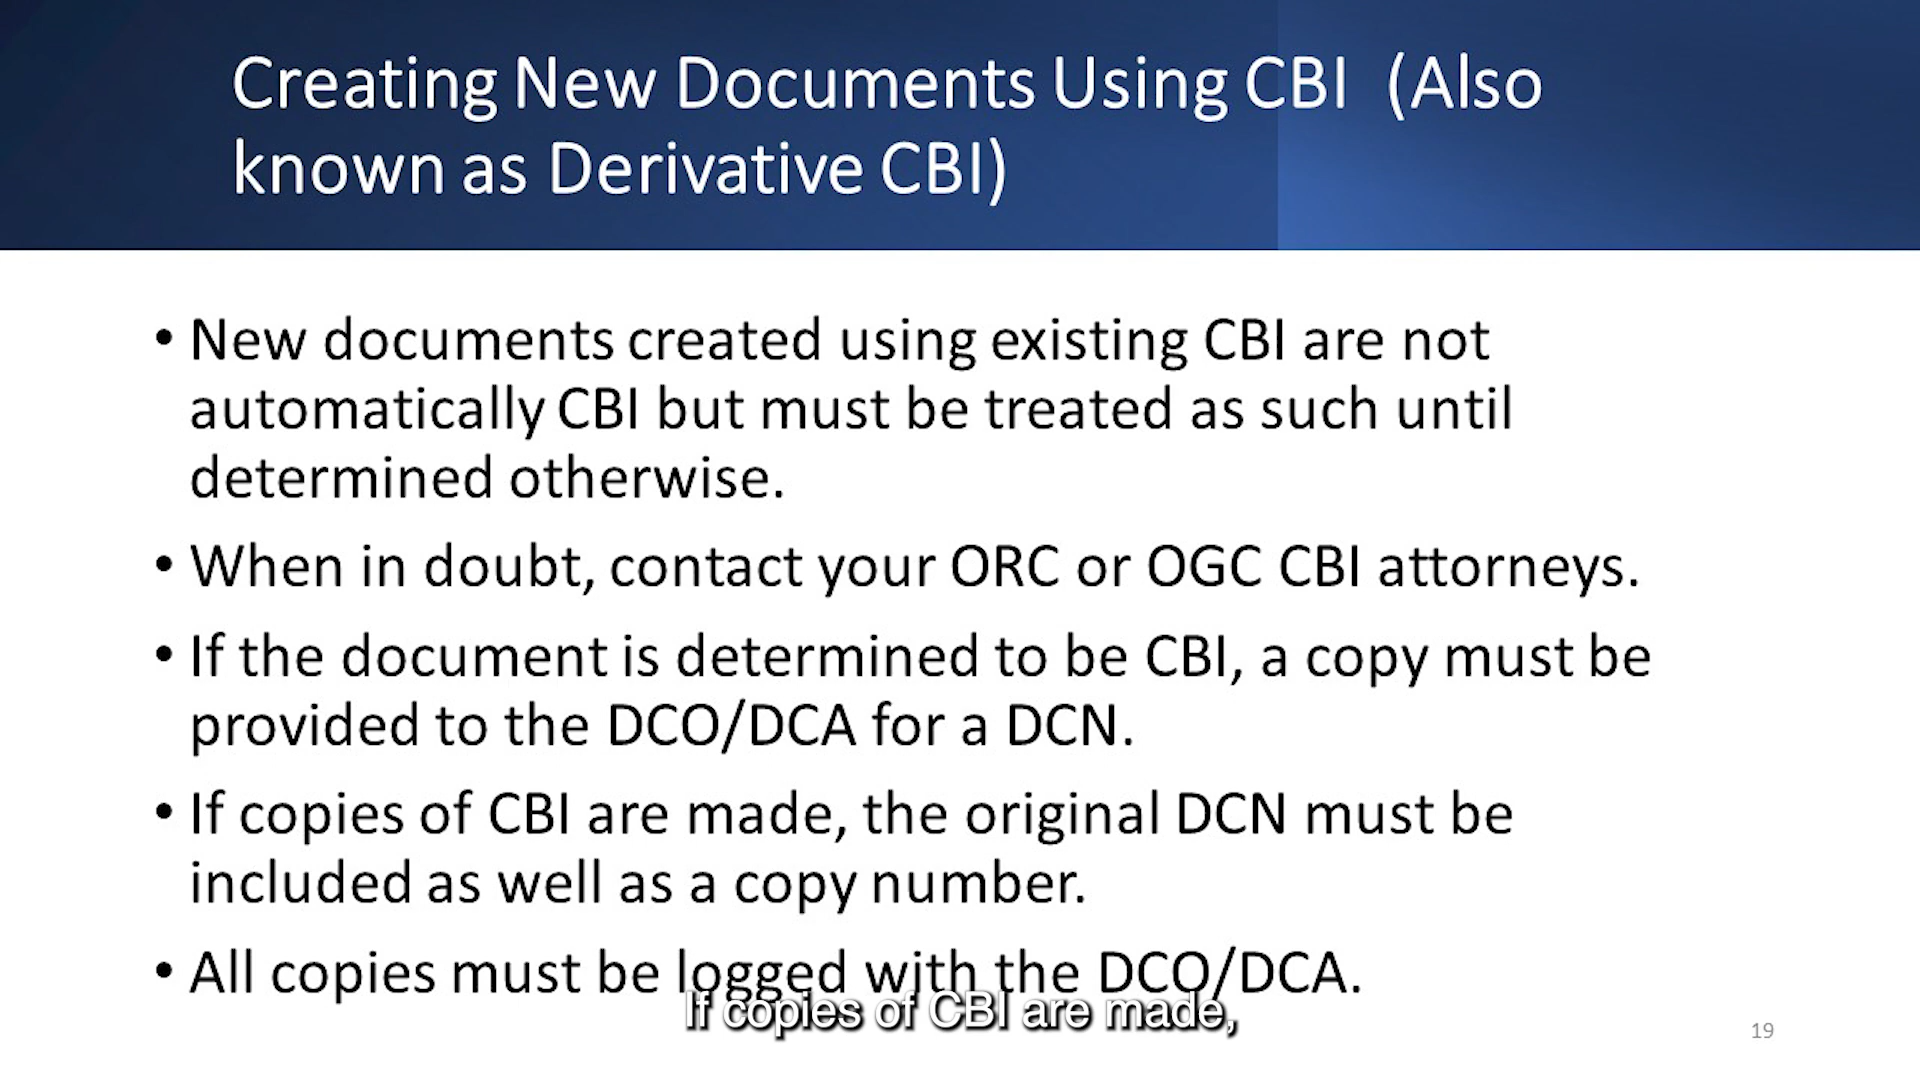 Creating New Documents Using CBI (Also
known as Derivative CBI)
• New documents created using existing CBI are not
automatically CBI but must be treated as such until
determined otherwise.
• When in doubt, contact your ORC or OGC CBI attorneys.
• If the document is determined to be CBI, a copy must be
provided to the DCO/DCA for a DCN.
• If copies of CBI are made, the original DCN must be
included as well as a copy number.
• All copies must be logged with the DCO/DCA.
If copies of CBI are made,
19